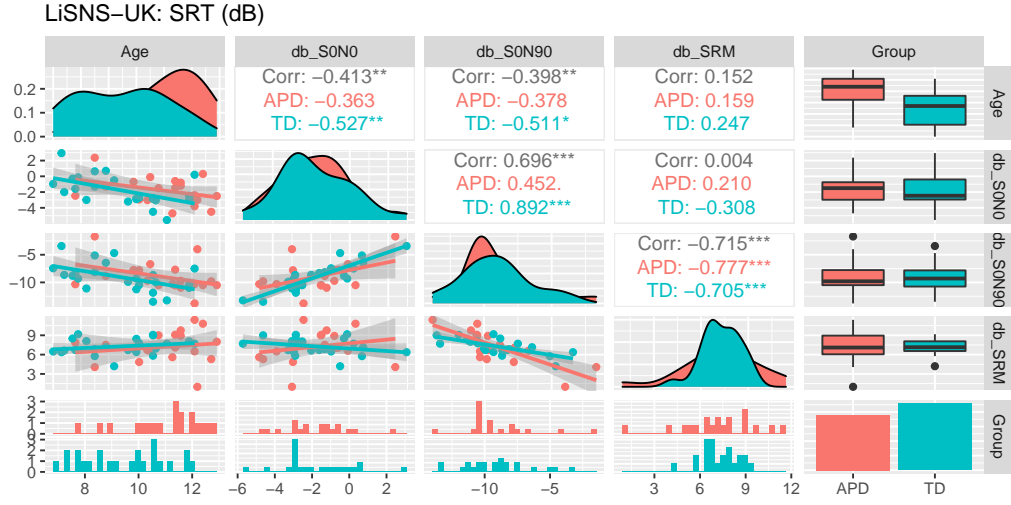 LiSNS−UK: SRT (dB)
Age db_S0N0 db_S0N90 db_SRM Group
0.2
0.1
0.0
Corr: −0.413** Corr: −0.398** Corr: 0.152
APD: −0.363 APD: −0.378 APD: 0.159
TD: −0.527** TD: −0.511* TD: 0.247
Age
2
0
−2
−4
Corr: 0.696*** Corr: 0.004
APD: 0.452. APD: 0.210
TD: 0.892*** TD: −0.308
db_S0N0
−5
−10
Corr: −0.715***
APD: −0.777***
TD: −0.705***
db_S0N90
9
6
3
db_SRM
3
2
1
0
3
2
1
0
Group
8 10 12 −6 −4 −2 0 2 −10 −5 3 6 9 12 APD TD